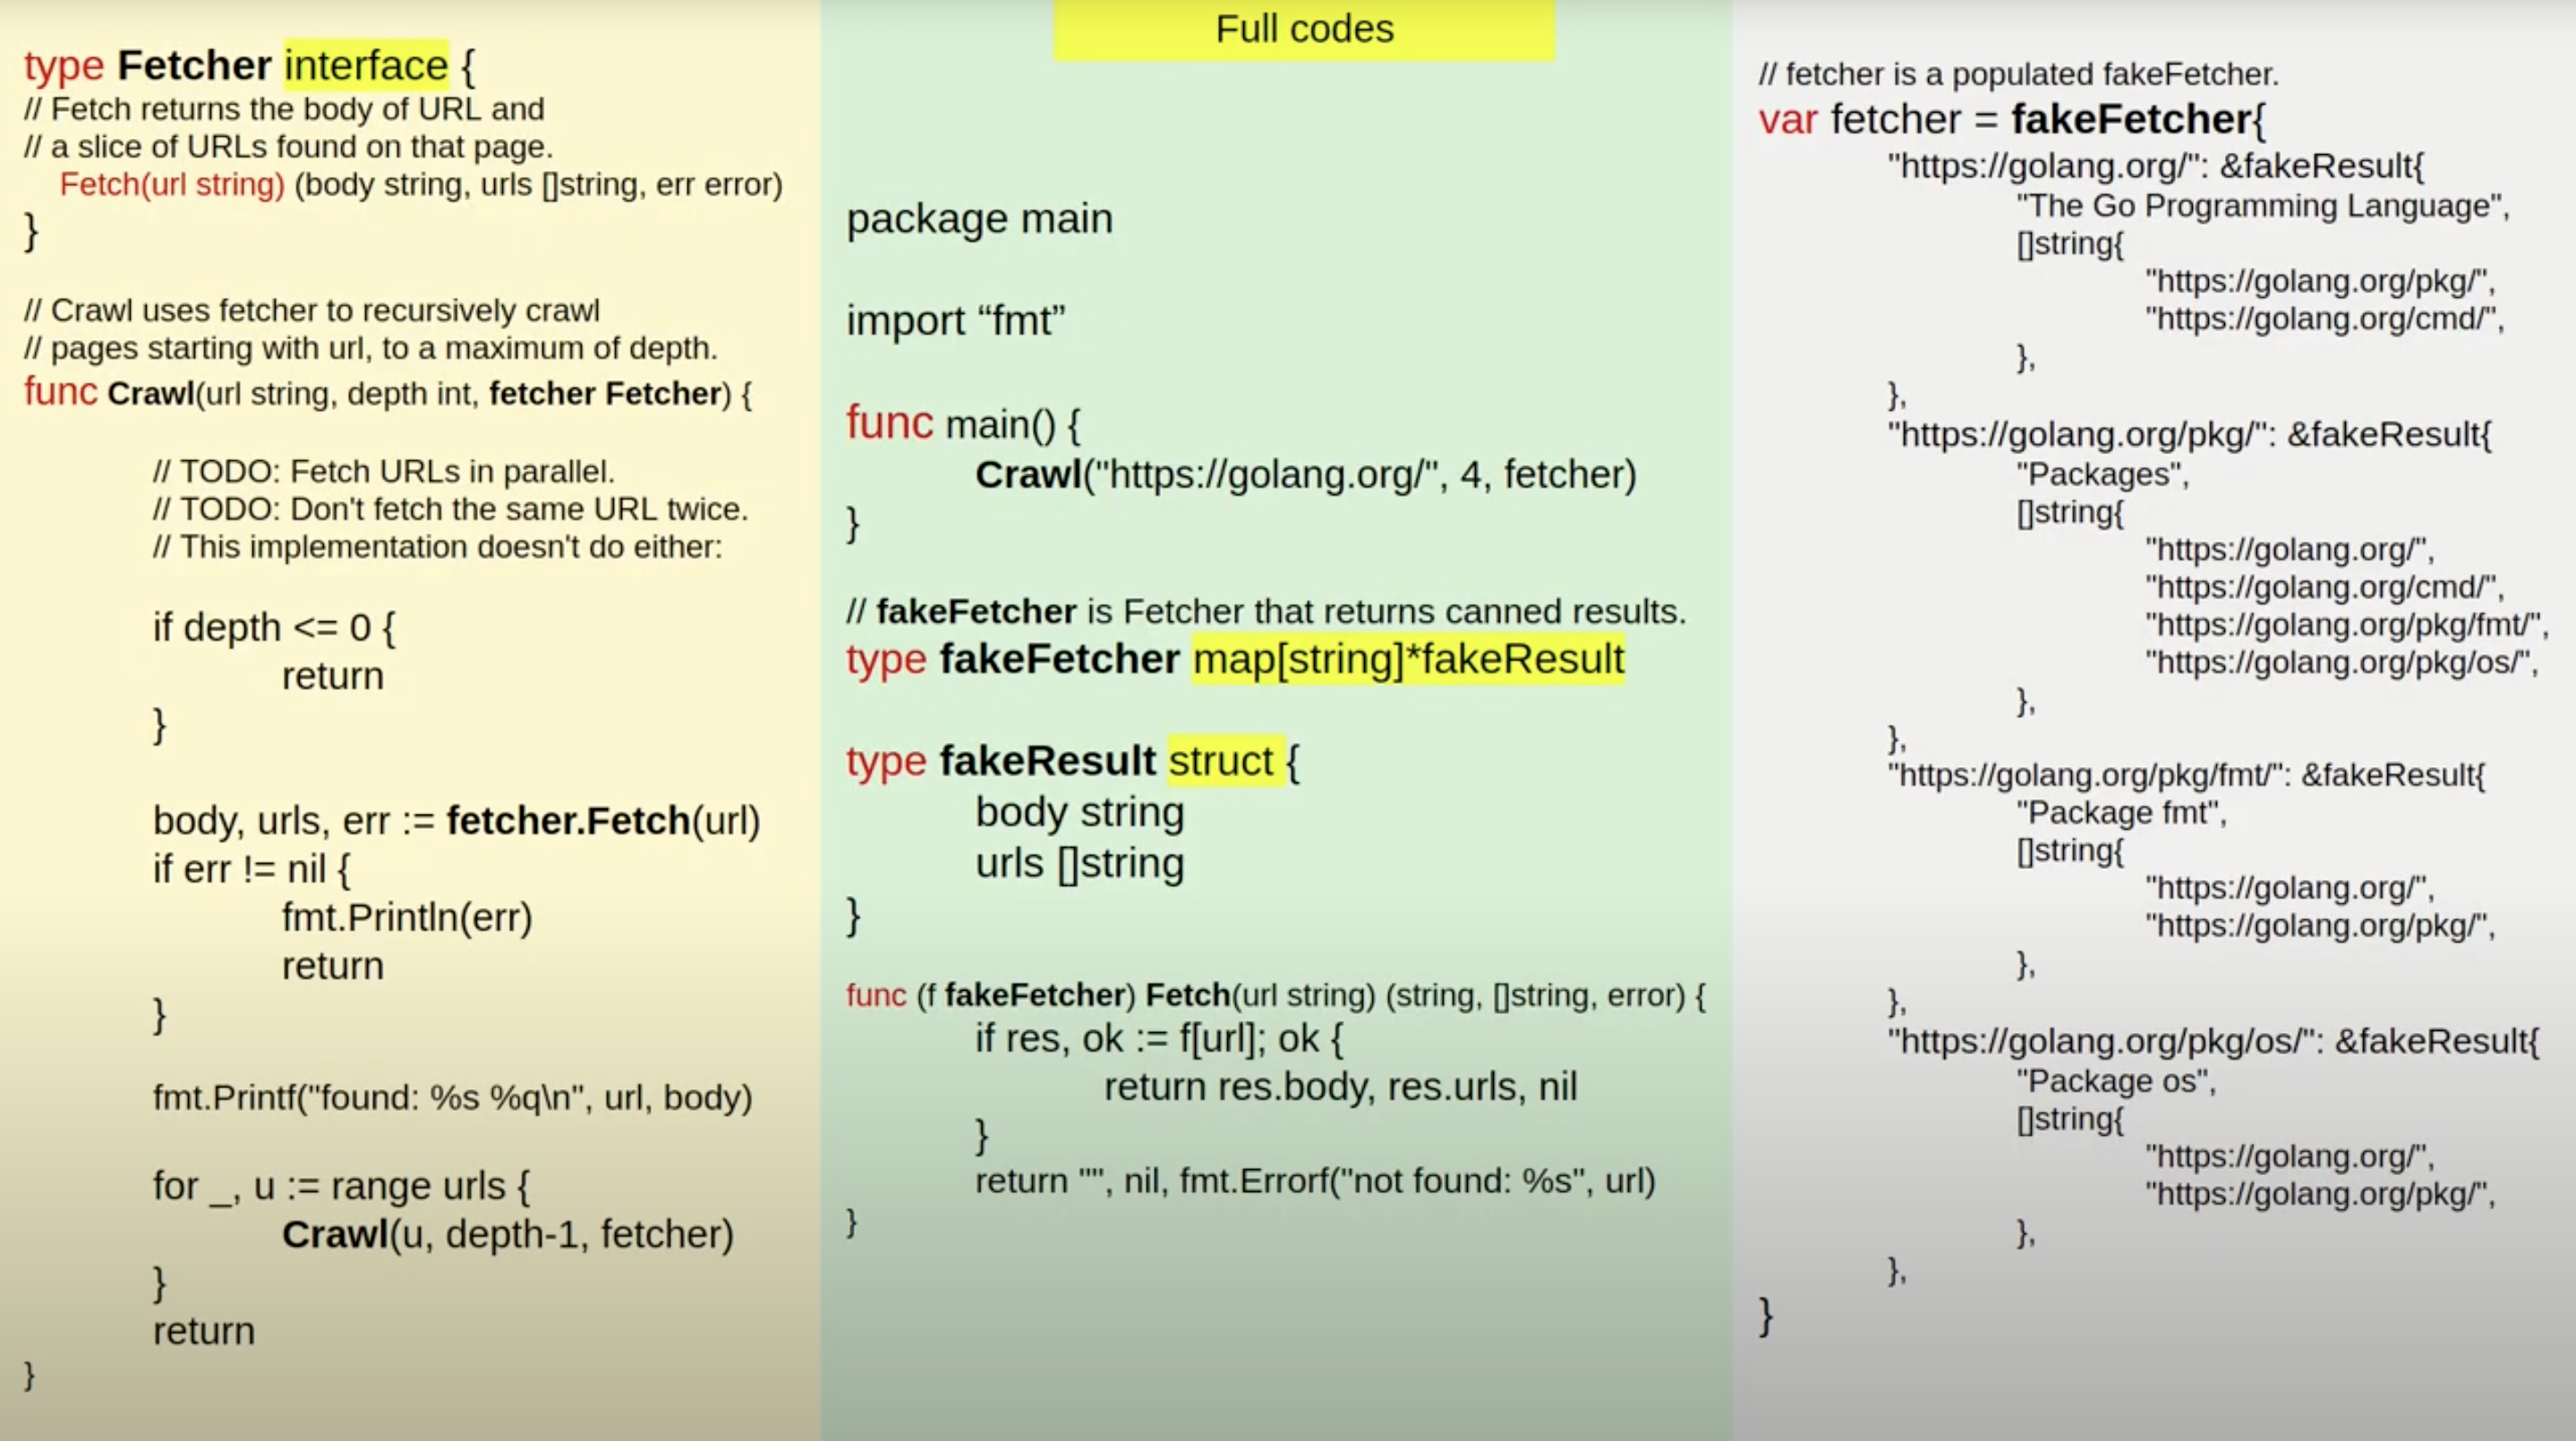 Full codes
type Fetcher interface {
// Fetch returns the body of URL and
// a slice of URLs found on that page.
Fetch(url string) (body string, urls []string, err error)
}
// Crawl uses fetcher to recursively crawl
// pages starting with url, to a maximum of depth.
func Crawl(url string, depth int, fetcher Fetcher) {
// TODO: Fetch URLs in parallel.
// TODO: Don't fetch the same URL twice.
// This implementation doesn't do either:
if depth <= 0 {
return
}
body, urls, err := fetcher.Fetch(url)
if err != nil {
fmt.Println(err)
return
}
fmt.Printf("found: %s %q\n", url, body)
for _, u := range urls {
Crawl(u, depth-1, fetcher)
}
return
}
package main
import “fmt”
func main() {
Crawl("https://golang.org/", 4, fetcher)
}
// fakeFetcher is Fetcher that returns canned results.
type fakeFetcher map[string]*fakeResult
type fakeResult struct {
body string
urls []string
}
func (f fakeFetcher) Fetch(url string) (string, []string, error) {
if res, ok := f[url]; ok {
return res.body, res.urls, nil
}
return "", nil, fmt.Errorf("not found: %s", url)
}
// fetcher is a populated fakeFetcher.
var fetcher = fakeFetcher{
"https://golang.org/": &fakeResult{
"The Go Programming Language",
[]string{
"https://golang.org/pkg/",
"https://golang.org/cmd/",
},
},
"https://golang.org/pkg/": &fakeResult{
"Packages",
[]string{
"https://golang.org/",
"https://golang.org/cmd/",
"https://golang.org/pkg/fmt/",
"https://golang.org/pkg/os/",
},
},
"https://golang.org/pkg/fmt/": &fakeResult{
"Package fmt",
[]string{
"https://golang.org/",
"https://golang.org/pkg/",
},
},
"https://golang.org/pkg/os/": &fakeResult{
"Package os",
[]string{
"https://golang.org/",
"https://golang.org/pkg/",
},
},
}